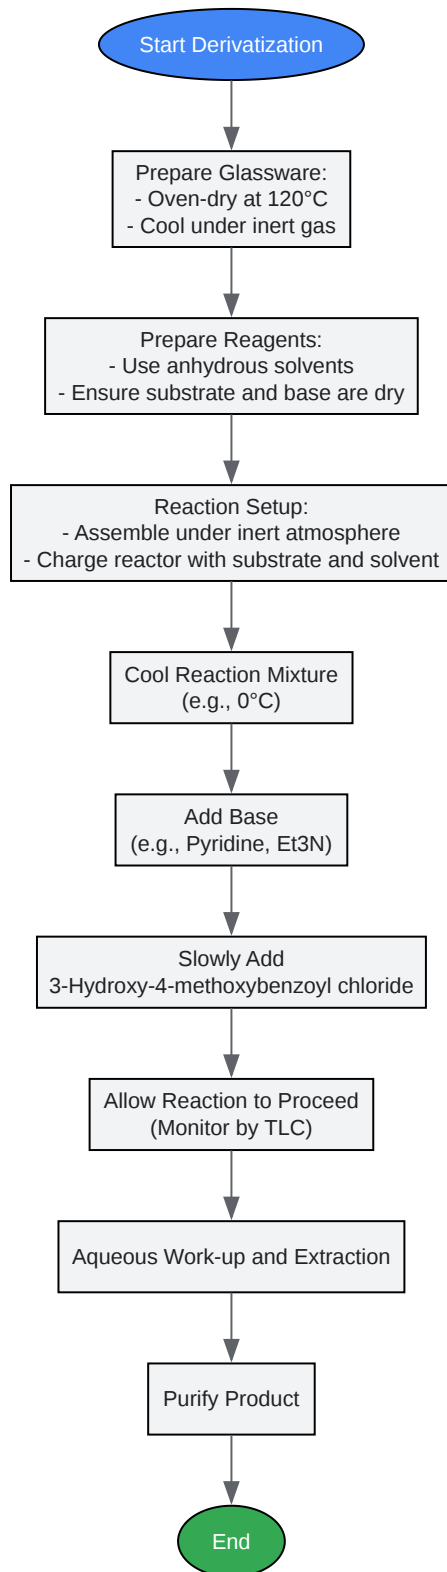 Start Derivatization
Prepare Glassware:
- Oven-dry at 120°C
- Cool under inert gas
Prepare Reagents:
- Use anhydrous solvents
- Ensure substrate and base are dry
Reaction Setup:
- Assemble under inert atmosphere
- Charge reactor with substrate and solvent
Cool Reaction Mixture
(e.g., 0°C)
Add Base
(e.g., Pyridine, Et3N)
Slowly Add
3-Hydroxy-4-methoxybenzoyl chloride
Allow Reaction to Proceed
(Monitor by TLC)
Aqueous Work-up and Extraction
Purify Product
End